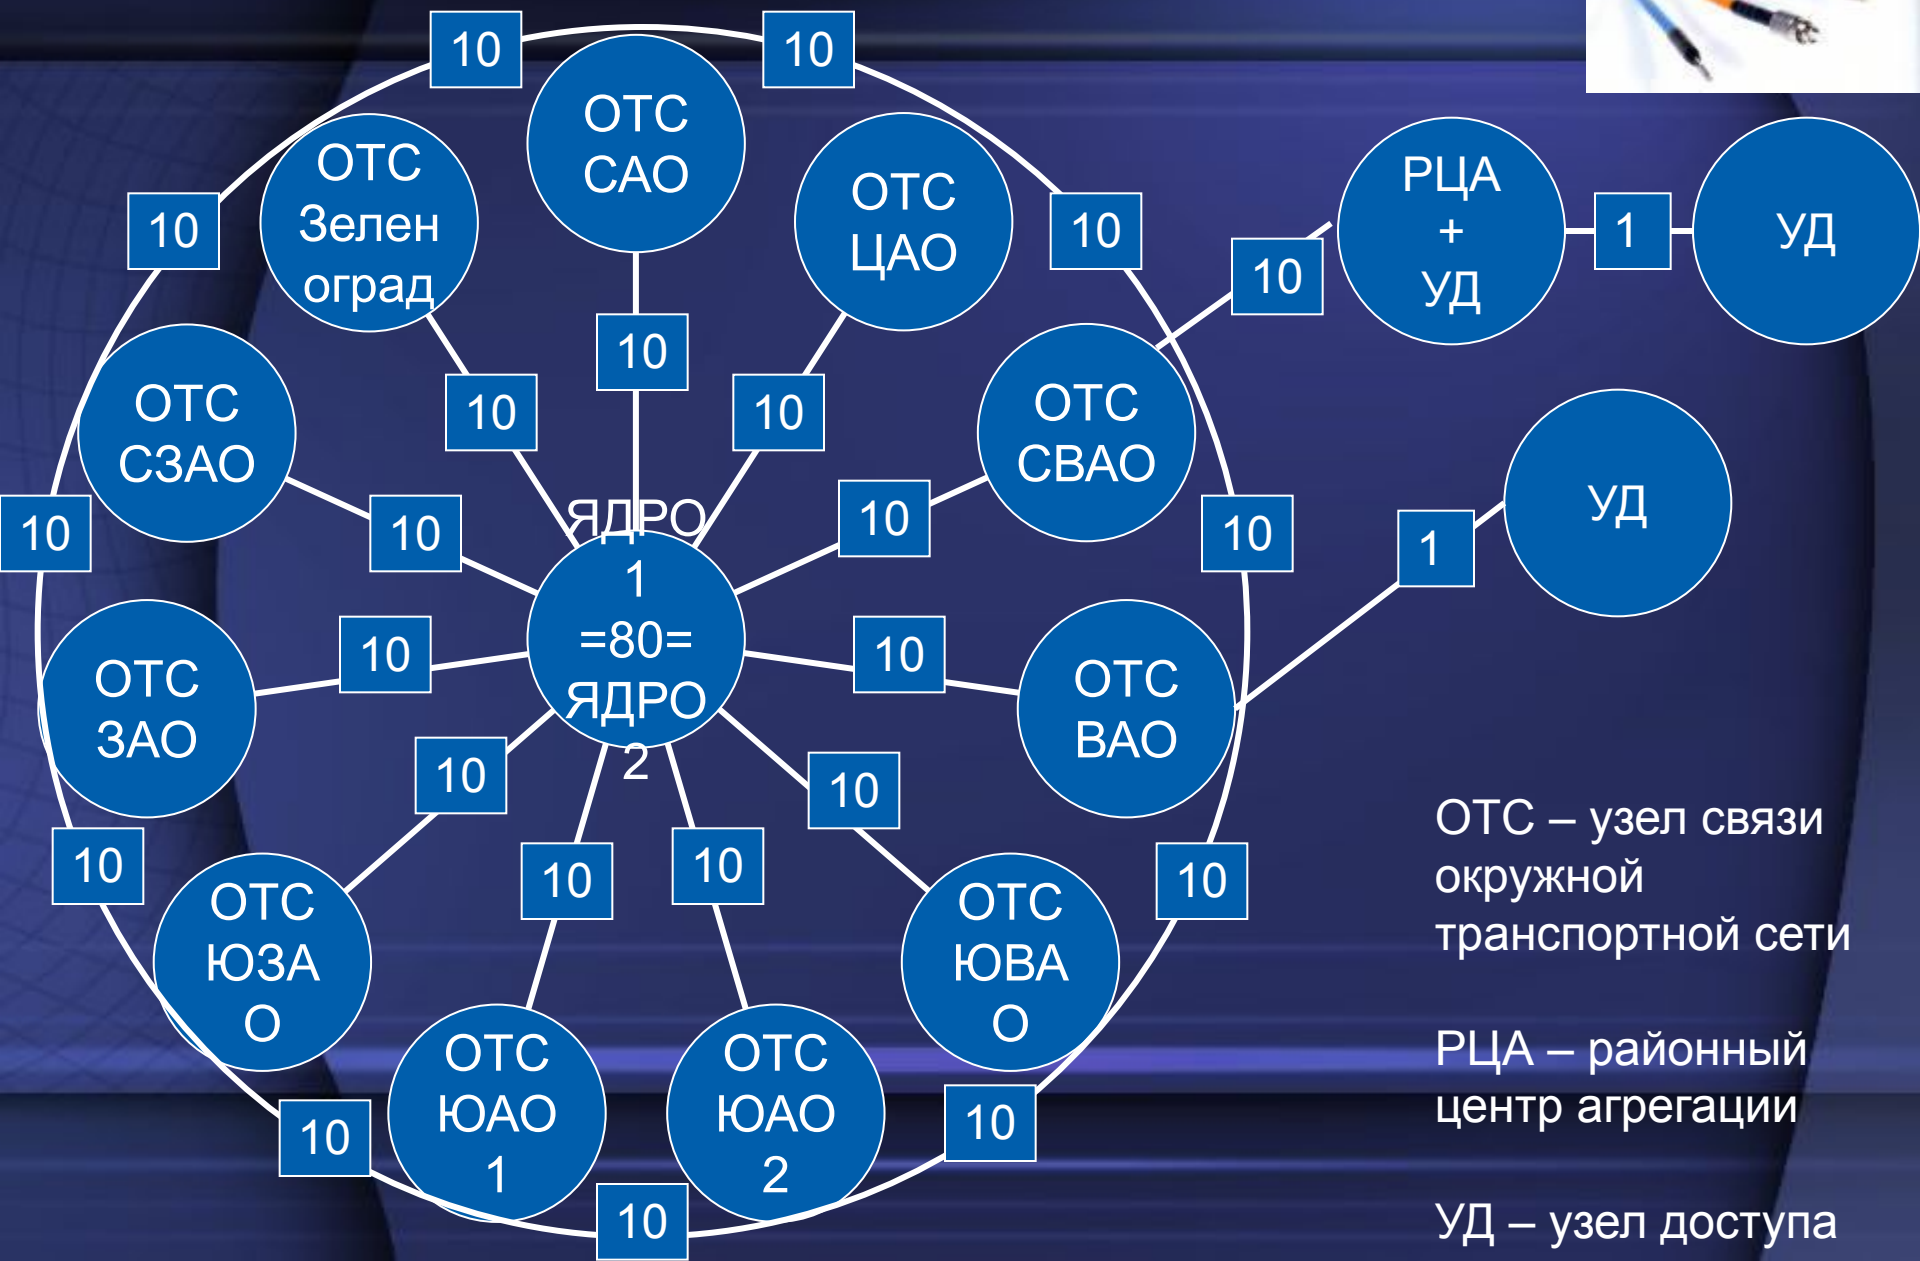 10
10
ОТС
САО
ОТС
Зелен
оград
ОТС
ЦАО
РЦА
+
УД
1
УД
10
10
10
10
10
10
ОТС
СЗАО
ОТС
СВАО
10
10
10
10
УД
1
ЯДРО
1
=80=
ЯДРО
2
10
10
ОТС
ЗАО
ОТС
ВАО
10
10
10
10
10
10
ОТС
ЮЗА
О
ОТС
ЮВА
О
ОТС
ЮАО
1
ОТС
ЮАО
2
10
10
10
ОТС – узел связи
окружной
транспортной сети
РЦА – районный
центр агрегации
УД – узел доступа